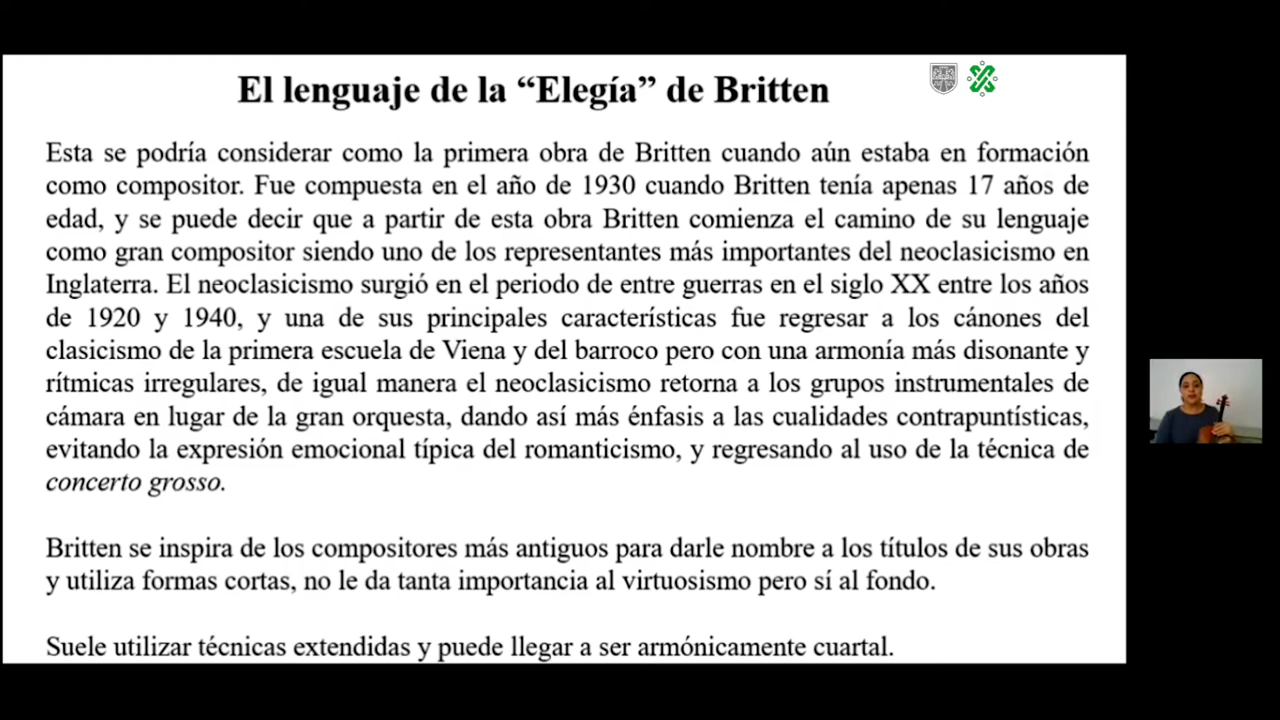 El lenguaje de la “Elegía” de Britten
Esta se podría considerar como la primera obra de Britten cuando aún estaba en formación
como compositor. Fue compuesta en el año de 1930 cuando Britten tenía apenas 17 años de
edad, y se puede decir que a partir de esta obra Britten comienza el camino de su lenguaje
como gran compositor siendo uno de los representantes más importantes del neoclasicismo en
Inglaterra. El neoclasicismo surgió en el periodo de entre guerras en el siglo XX entre los años
de 1920 y 1940, y una de sus principales características fue regresar a los cánones del
clasicismo de la primera escuela de Viena y del barroco pero con una armonía más disonante y
rítmicas irregulares, de igual manera el neoclasicismo retorna a los grupos instrumentales de
cámara en lugar de la gran orquesta, dando así más énfasis a las cualidades contrapuntísticas,
evitando la expresión emocional típica del romanticismo, y regresando al uso de la técnica de
concerto grosso.
Britten se inspira de los compositores más antiguos para darle nombre a los títulos de sus obras
y utiliza formas cortas, no le da tanta importancia al virtuosismo pero sí al fondo.
Suele utilizar técnicas extendidas y puede llegar a ser armónicamente cuartal.